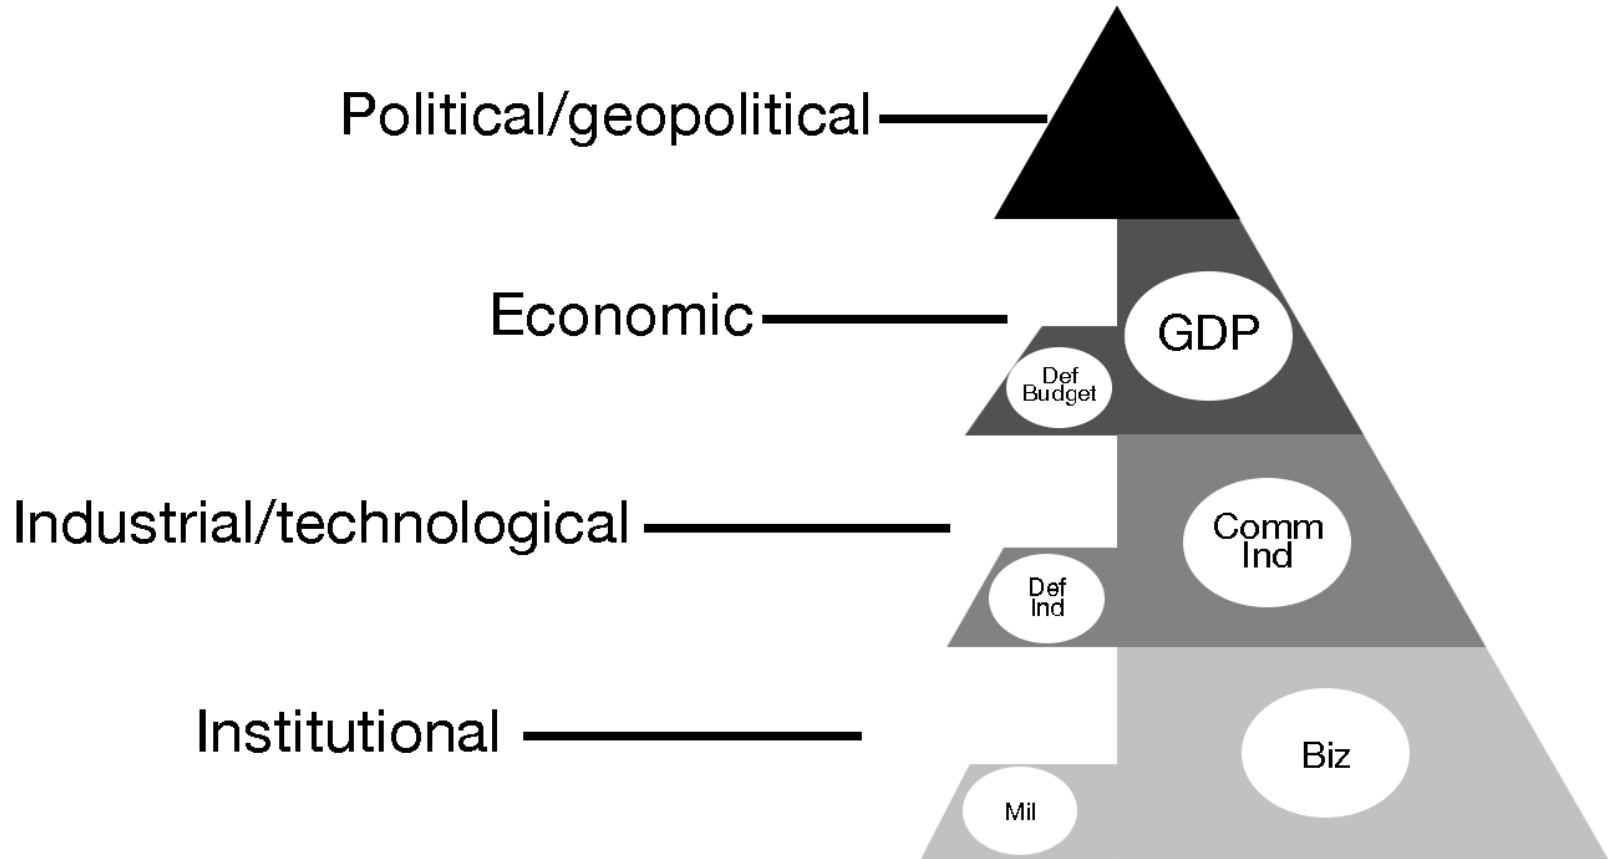 Political/geopolitical
Economic
GDP
Def
Budget
Industrial/technological
Comm
Ind
Def
Ind
Institutional
Biz
Mil